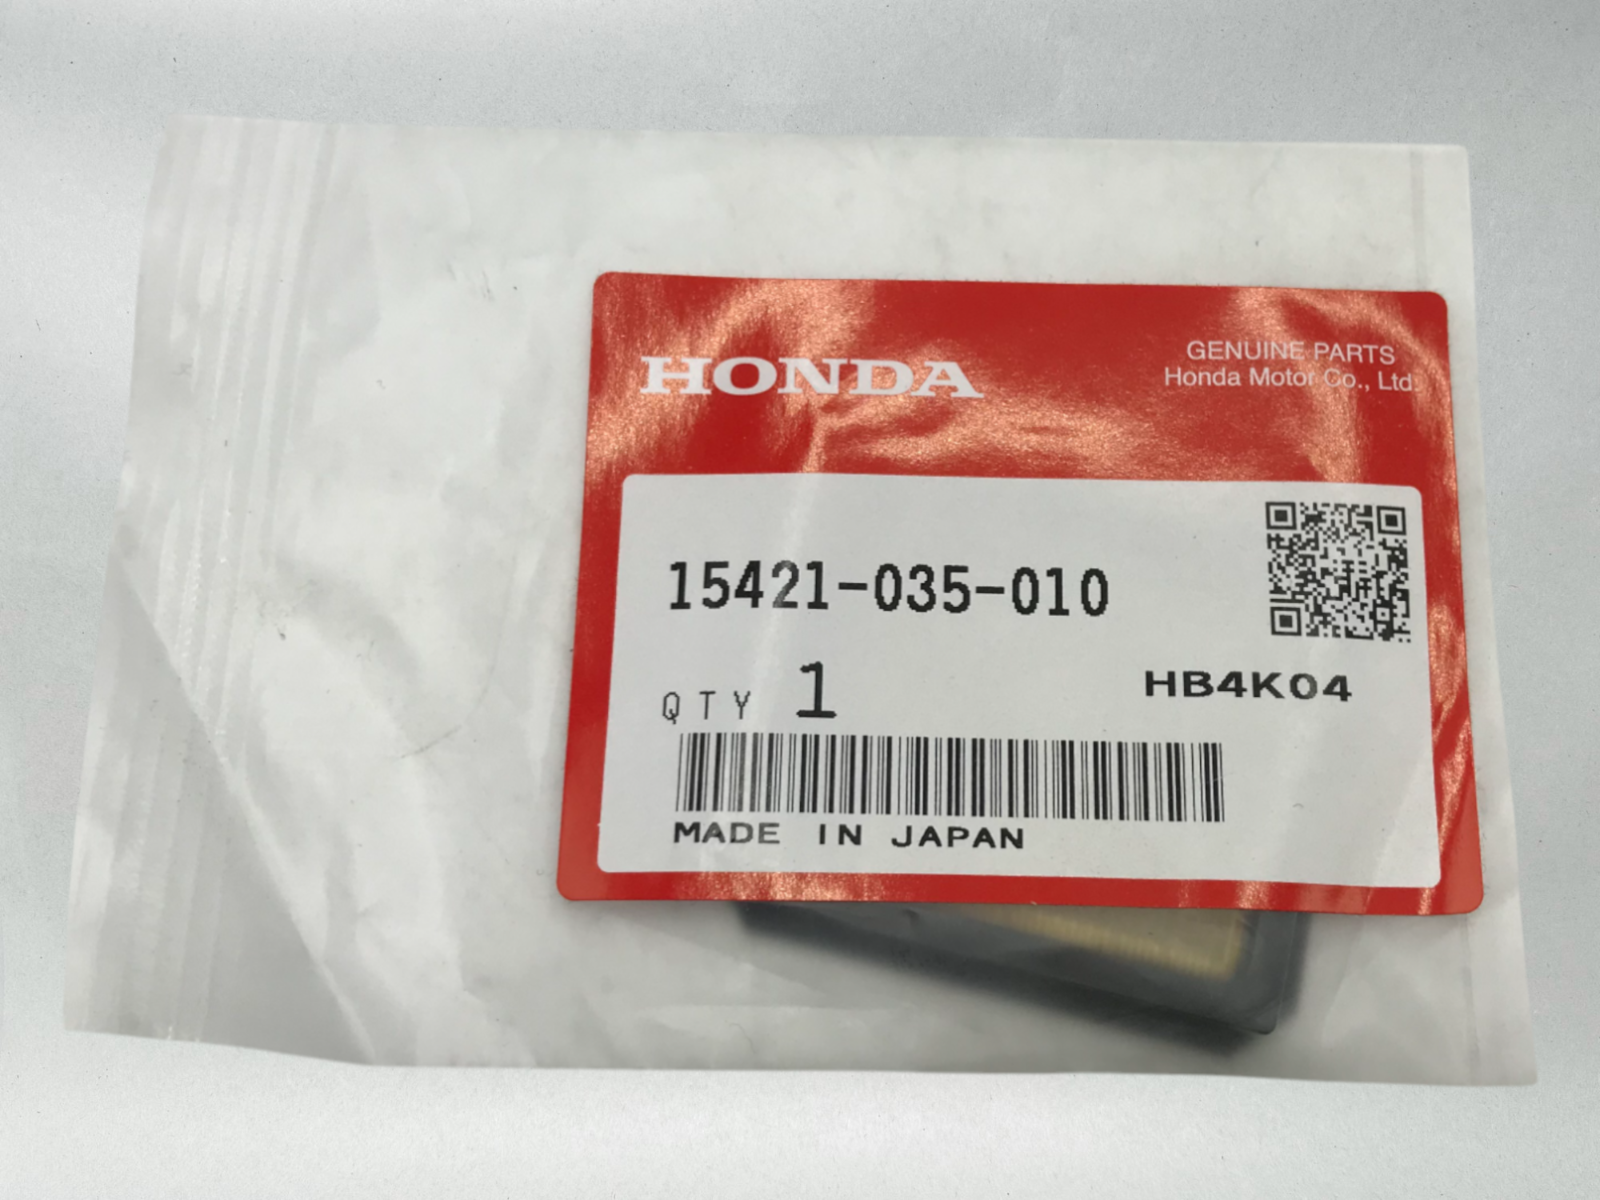 HONDA
GENUINE PARTS
Honda Motor Co., Ltd.
15421-035-010
QTY 1
HB4K04
MADE IN JAPAN